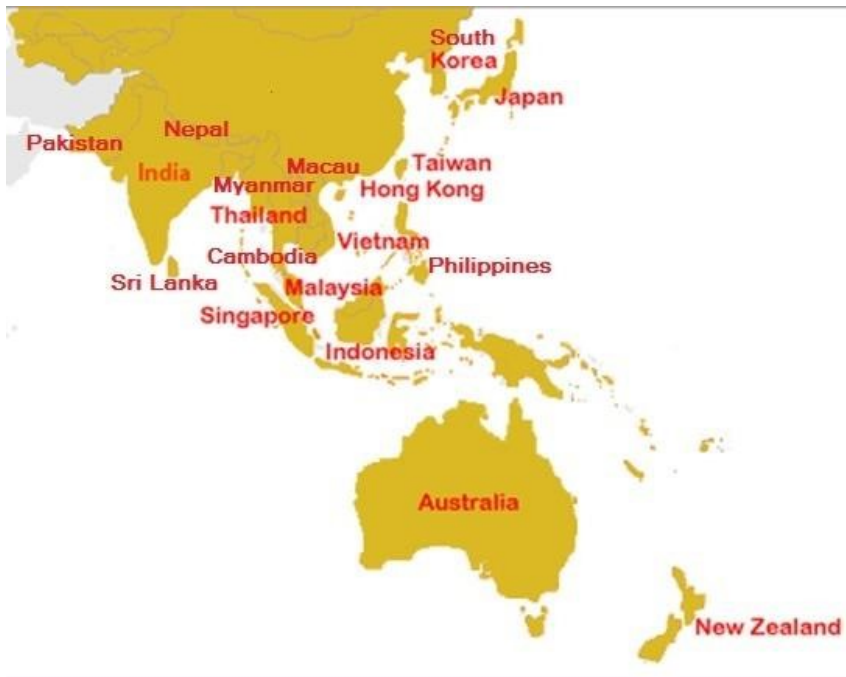 South
Korea
Japan
Nepal
Pakistan
Taiwan
Macau
India
Myanmar
Hong Kong
Thailand
Vietnam
Cambodia
Philippines
Sri Lanka
Malaysia
Singapore
Indonesia
Australia
New Zealand